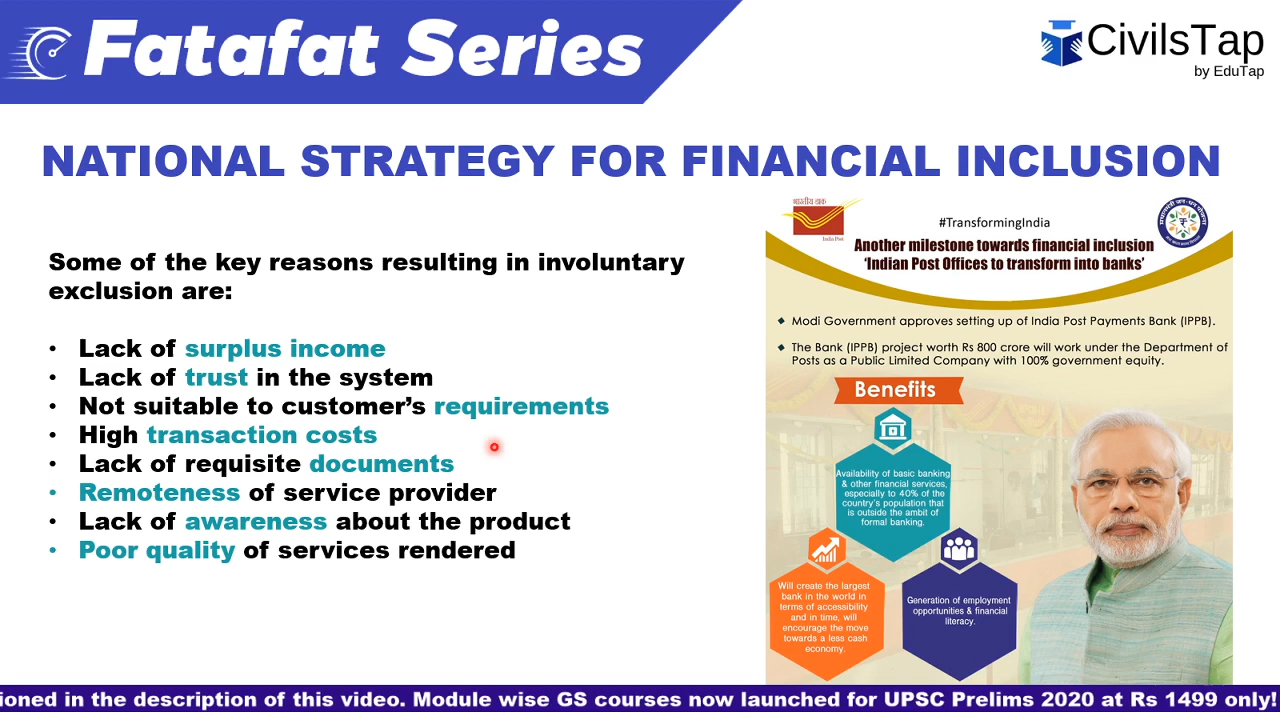 Fatafat Series
CivilsTap
by EduTap
NATIONAL STRATEGY FOR FINANCIAL INCLUSION
Some of the key reasons resulting in involuntary
exclusion are:
• Lack of surplus income
• Lack of trust in the system
• Not suitable to customer’s requirements
• High transaction costs
• Lack of requisite documents
• Remoteness of service provider
• Lack of awareness about the product
• Poor quality of services rendered
भारतीय डाक
India Post
#TransformingIndia
Another milestone towards financial inclusion
‘Indian Post Offices to transform into banks’
Modi Government approves setting up of India Post Payments Bank (IPPB).
The Bank (IPPB) project worth Rs 800 crore will work under the Department of
Posts as a Public Limited Company with 100% government equity.
Benefits
Availability of basic banking
& other financial services,
especially to 40% of the
country’s population that
is outside the ambit of
formal banking.
Will create the largest
bank in the world in
terms of accessibility
and in time, will
encourage the move
towards a less cash
economy.
Generation of employment
opportunities & financial
literacy.
ioned in the description of this video. Module wise GS courses now launched for UPSC Prelims 2020 at Rs 1499 only!